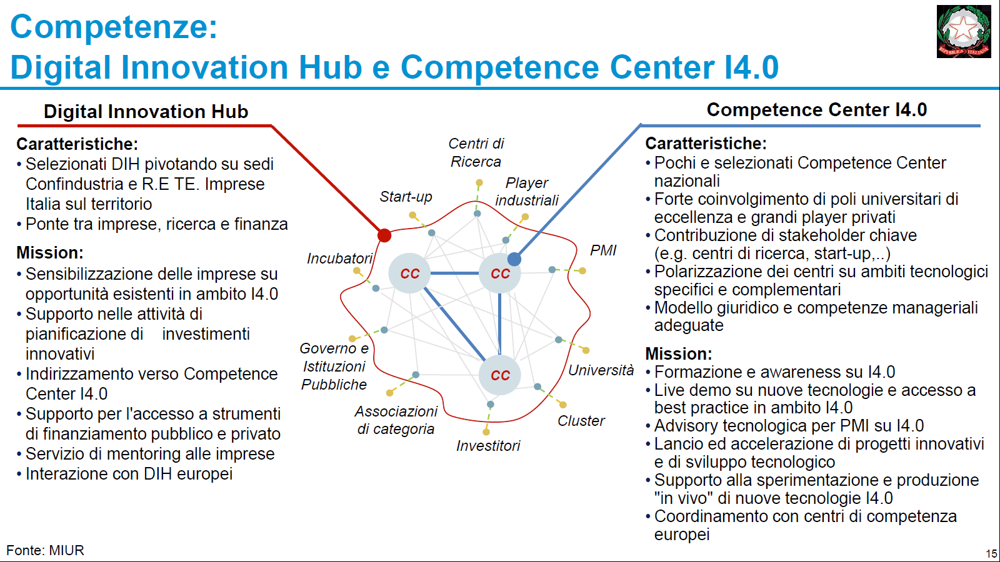 Competenze:
Digital Innovation Hub e Competence Center I4.0
REPVBBLICA ITALIANA
Digital Innovation Hub
Caratteristiche:
• Selezionati DIH pivotando su sedi
Confindustria e R.E TE. Imprese
Italia sul territorio
• Ponte tra imprese, ricerca e finanza
Mission:
• Sensibilizzazione delle imprese su
opportunità esistenti in ambito I4.0
• Supporto nelle attività di
pianificazione di investimenti
innovativi
• Indirizzamento verso Competence
Center I4.0
• Supporto per l'accesso a strumenti
di finanziamento pubblico e privato
• Servizio di mentoring alle imprese
• Interazione con DIH europei
Centri di
Ricerca
Player
industriali
Start-up
PMI
Incubatori
CC
CC
Governo e
Istituzioni
Pubbliche
Università
CC
Associazioni
di categoria
Cluster
Investitori
Competence Center I4.0
Caratteristiche:
• Pochi e selezionati Competence Center
nazionali
• Forte coinvolgimento di poli universitari di
eccellenza e grandi player privati
• Contribuzione di stakeholder chiave
(e.g. centri di ricerca, start-up,..)
• Polarizzazione dei centri su ambiti tecnologici
specifici e complementari
• Modello giuridico e competenze manageriali
adeguate
Mission:
• Formazione e awareness su I4.0
• Live demo su nuove tecnologie e accesso a
best practice in ambito I4.0
• Advisory tecnologica per PMI su I4.0
• Lancio ed accelerazione di progetti innovativi
e di sviluppo tecnologico
• Supporto alla sperimentazione e produzione
"in vivo" di nuove tecnologie I4.0
• Coordinamento con centri di competenza
europei
Fonte: MIUR
15